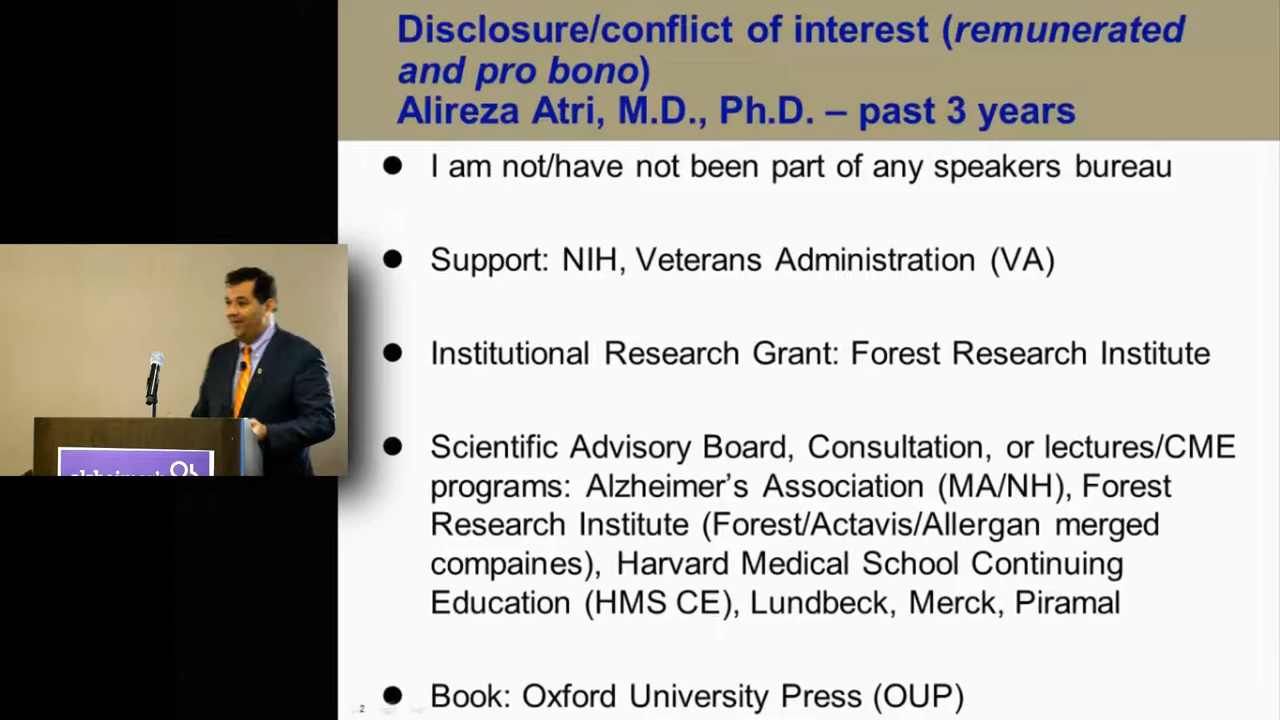 Disclosure/conflict of interest (remunerated
and pro bono)
Alireza Atri, M.D., Ph.D. – past 3 years
● I am not/have not been part of any speakers bureau
● Support: NIH, Veterans Administration (VA)
● Institutional Research Grant: Forest Research Institute
● Scientific Advisory Board, Consultation, or lectures/CME
programs: Alzheimer’s Association (MA/NH), Forest
Research Institute (Forest/Actavis/Allergan merged
compaines), Harvard Medical School Continuing
Education (HMS CE), Lundbeck, Merck, Piramal
● Book: Oxford University Press (OUP)
2